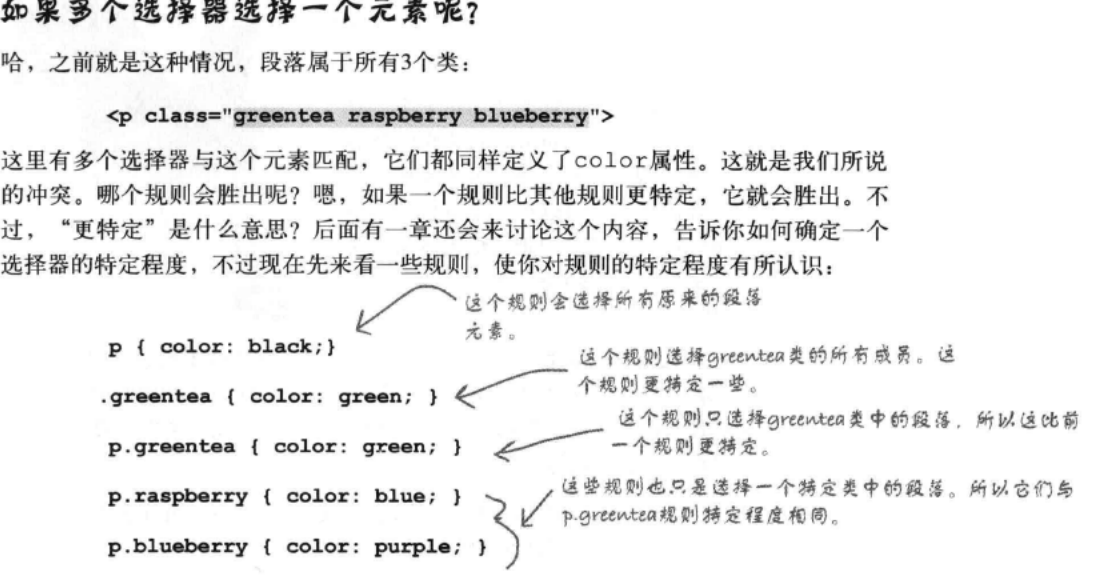 如果多个选择器选择一个元素呢？
哈，之前就是这种情况，段落属于所有3个类：
<p class="greentea raspberry blueberry">
这里有多个选择器与这个元素匹配，它们都同样定义了color属性。这就是我们所说
的冲突。哪个规则会胜出呢？嗯，如果一个规则比其他规则更特定，它就会胜出。不
过，“更特定”是什么意思？后面有一章还会来讨论这个内容，告诉你如何确定一个
选择器的特定程度，不过现在先来看一些规则，使你对规则的特定程度有所认识：
这个规则会选择所有原来的段落
元素。
p { color: black;}
这个规则选择greentea类的所有成员。这
个规则更特定一些。
.greentea { color: green; }
这个规则只选择greentea类中的段落，所以这比前
一个规则更特定。
p.greentea { color: green; }
p.raspberry { color: blue; }
这些规则也只是选择一个特定类中的段落。所以它们与
p.greentea规则特定程度相同。
p.blueberry { color: purple; }